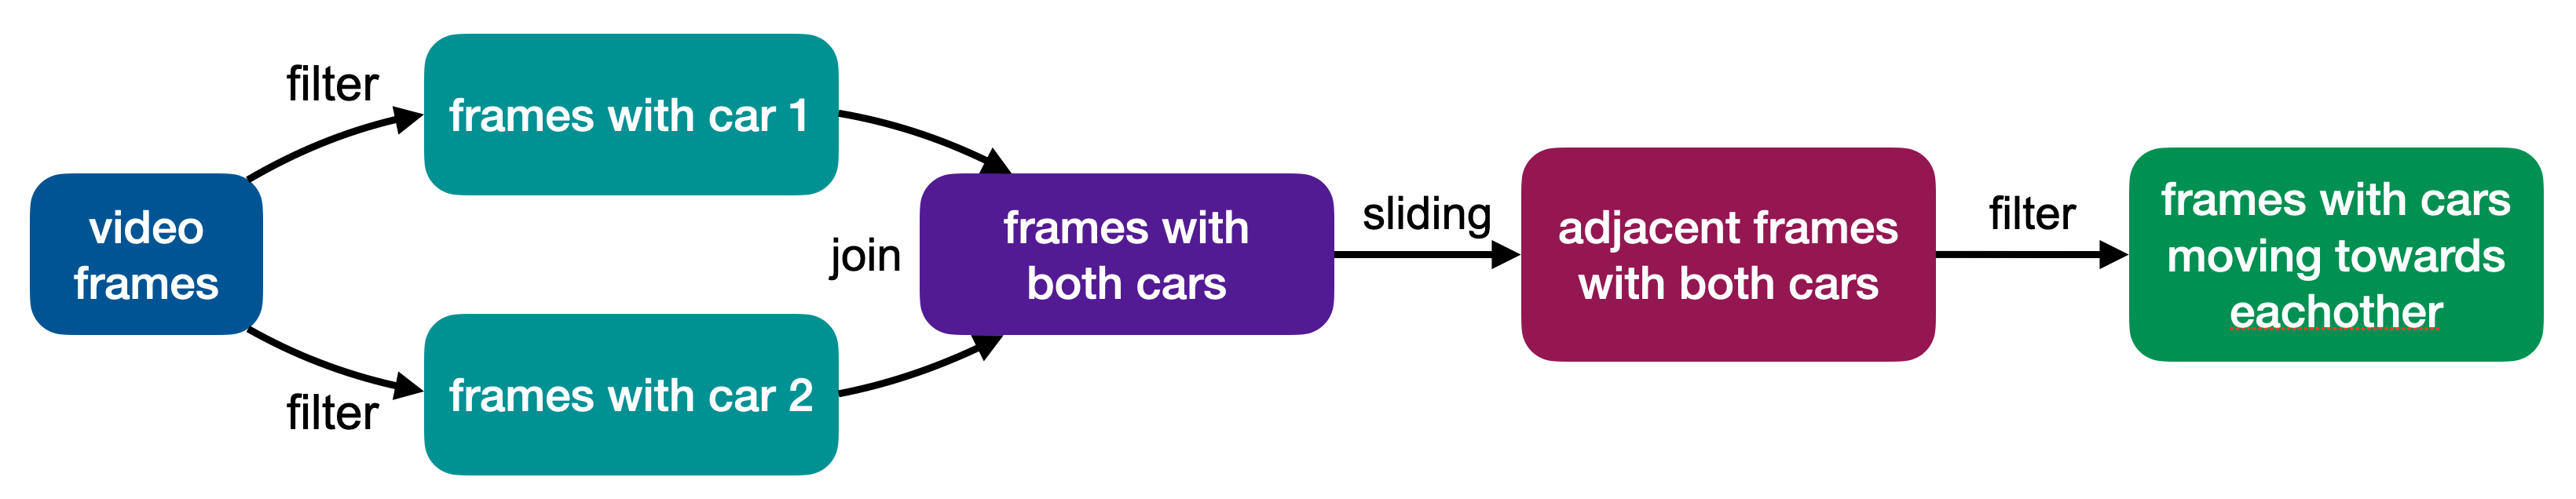 video
frames
filter
filter
frames with car 1
frames with car 2
join
frames with
both cars
sliding
adjacent frames
with both cars
filter
frames with cars
moving towards
eachother